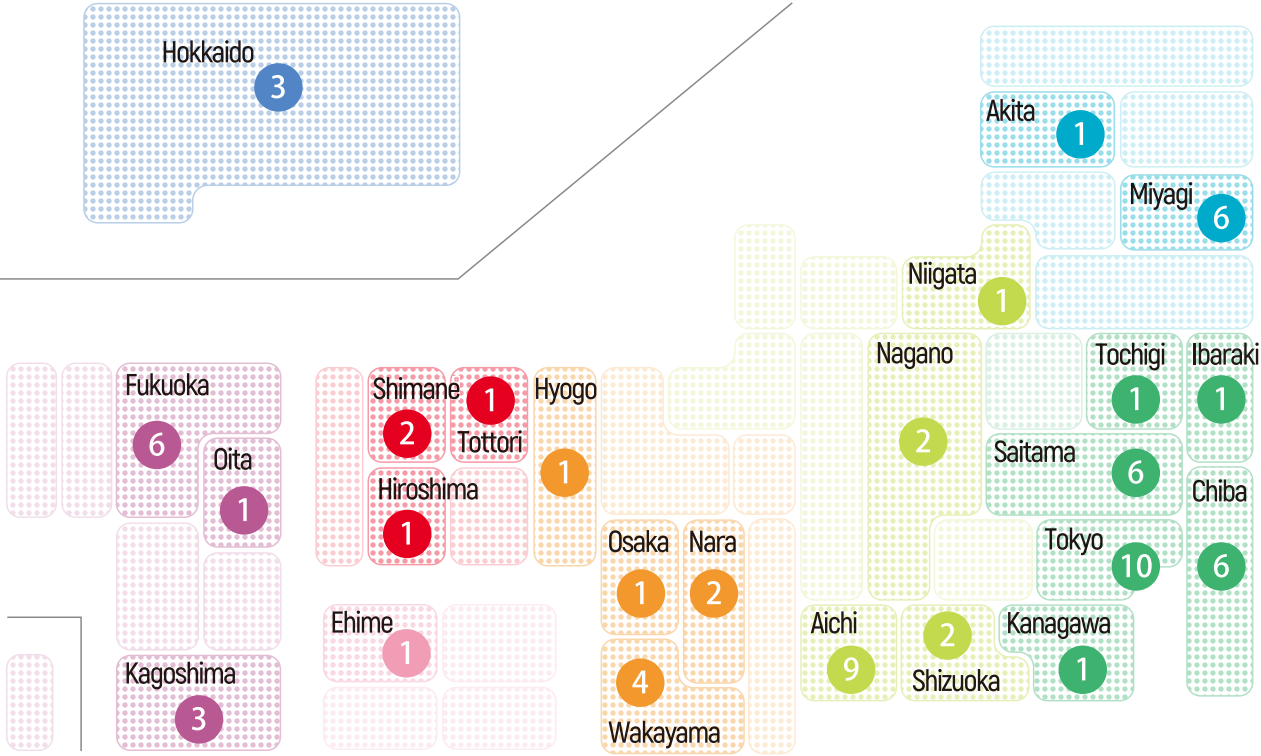 Hokkaido
3
Akita
1
Miyagi
6
Niigata
1
Nagano
2
Tochigi
1
Ibaraki
1
Saitama
6
Chiba
6
Tokyo
10
Kanagawa
1
Aichi
9
2
Shizuoka
Fukuoka
6
Oita
1
Kagoshima
3
Shimane
2
1
Tottori
Hiroshima
1
Hyogo
1
Osaka
1
Nara
2
4
Wakayama
Ehime
1